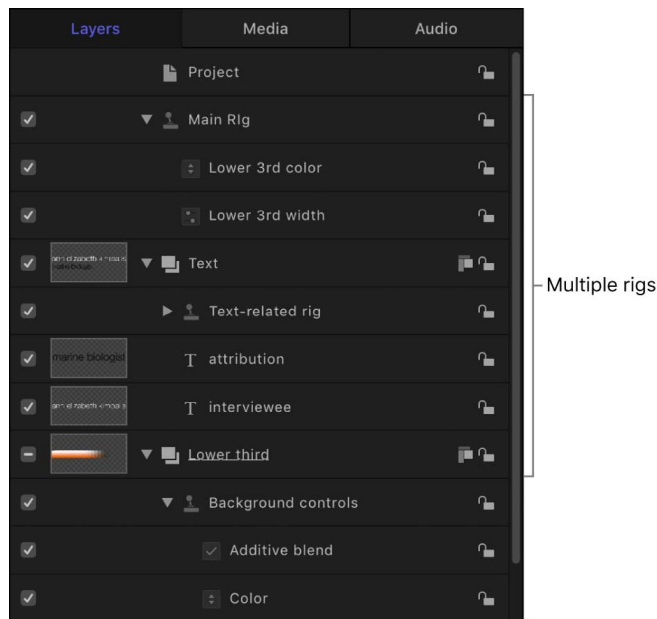 Layers
Media
Audio
Project
Main RIg
Lower 3rd color
Lower 3rd width
Text
Multiple rigs
Text-related rig
marine biologist
attribution
interviewee
Lower third
Background controls
Additive blend
Color